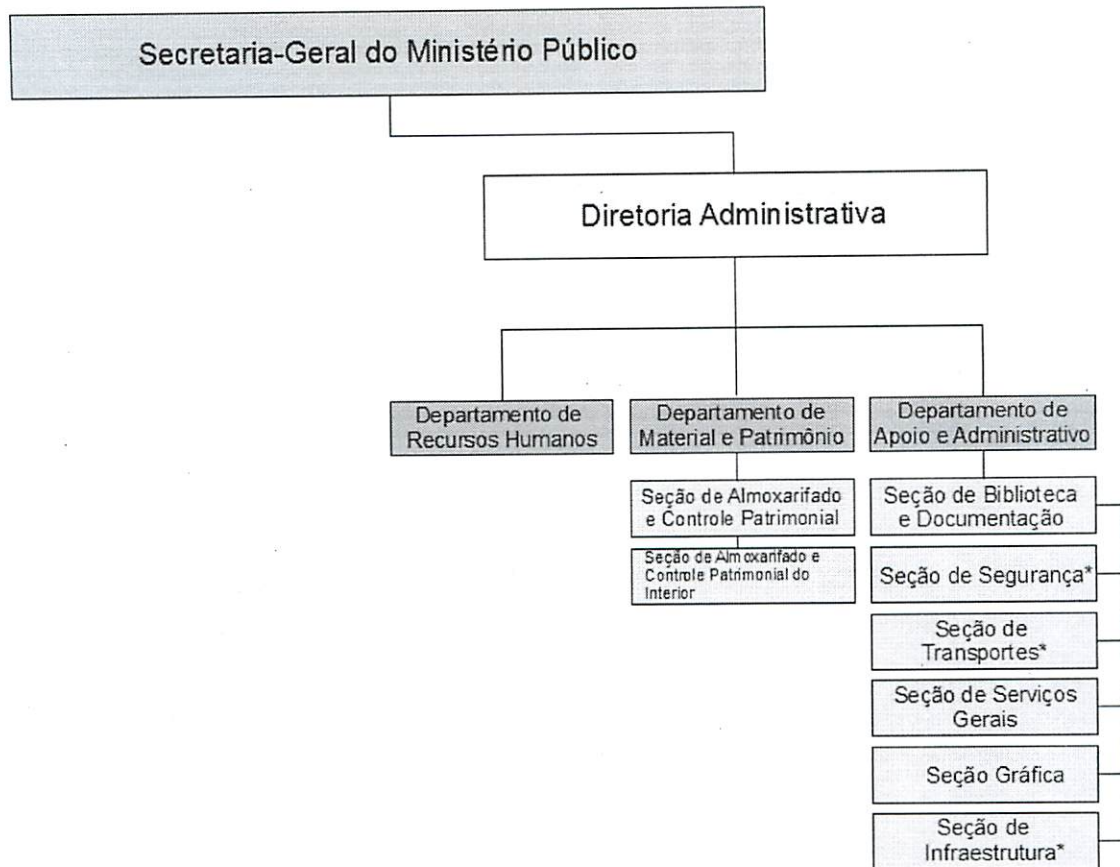 Secretaria-Geral do Ministério Público
Diretoria Administrativa
Departamento de
Recursos Humanos
Departamento de
Material e Patrimônio
Departamento de
Apoio e Administrativo
Seção de Almoxarifado
e Controle Patrimonial
Seção de Almoxarifado e
Controle Patrimonial do
Interior
Seção de Biblioteca
e Documentação
Seção de Segurança*
Seção de
Transportes*
Seção de Serviços
Gerais
Seção Gráfica
Seção de
Infraestrutura*